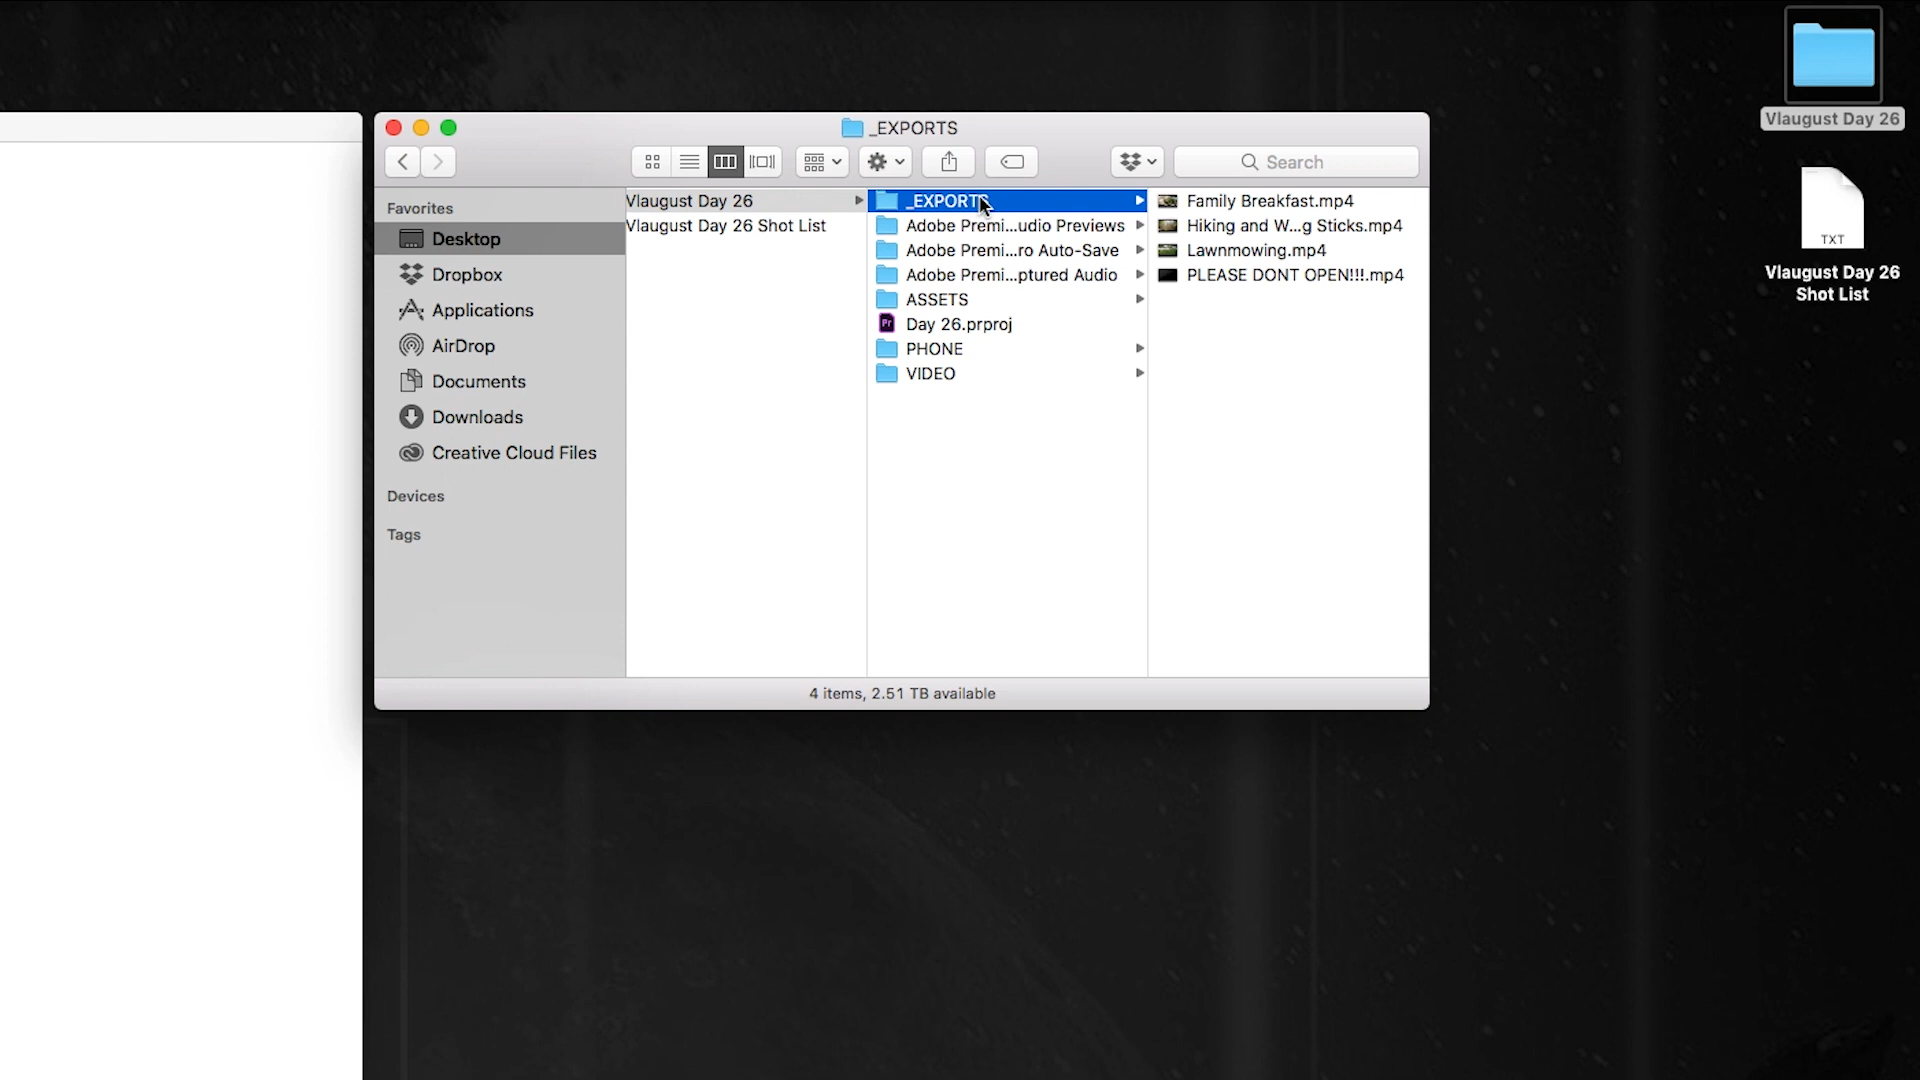 Vlaugust Day 26
_EXPORTS
Search
Favorites
Desktop
Dropbox
Applications
AirDrop
Documents
Downloads
Creative Cloud Files
Devices
Tags
Vlaugust Day 26
Vlaugust Day 26 Shot List
_EXPORTS
Adobe Premi...udio Previews
Adobe Premi...ro Auto-Save
Adobe Premi...ptured Audio
ASSETS
Pr Day 26.prproj
PHONE
VIDEO
Family Breakfast.mp4
Hiking and W...g Sticks.mp4
Lawnmowing.mp4
PLEASE DONT OPEN!!!.mp4
4 items, 2.51 TB available
TXT
Vlaugust Day 26
Shot List